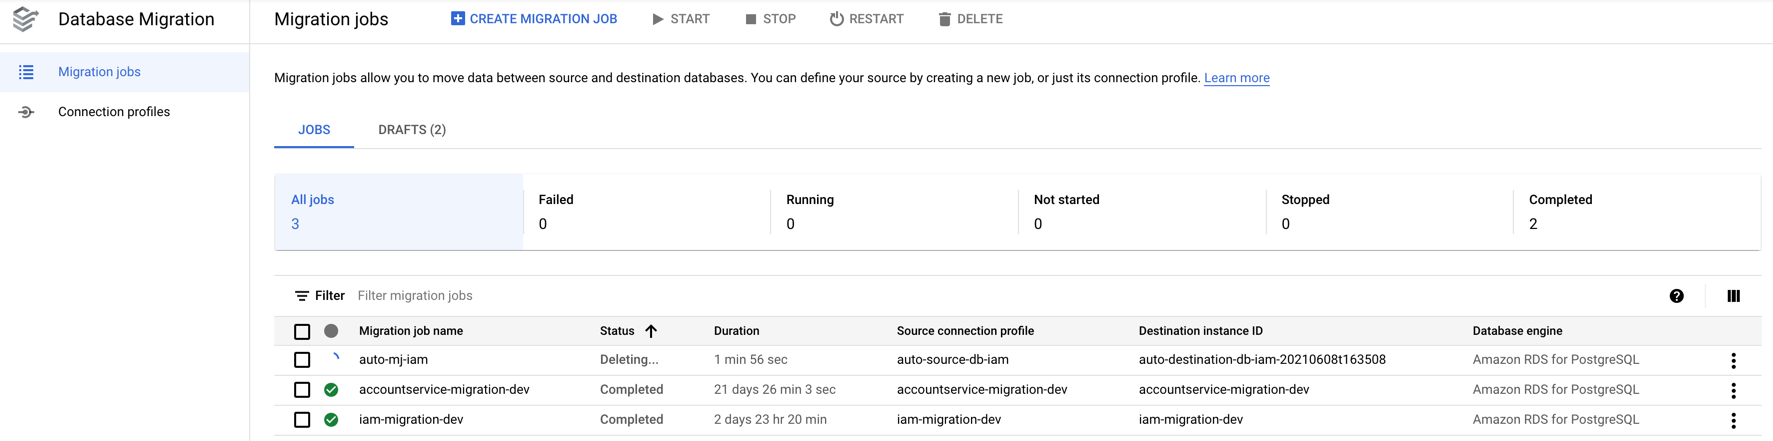 Database Migration
Migration jobs
CREATE MIGRATION JOB
START
STOP
RESTART
DELETE
Migration jobs
Connection profiles
Migration jobs allow you to move data between source and destination databases. You can define your source by creating a new job, or just its connection profile. Learn more
JOBS
DRAFTS (2)
All jobs
3
Failed
0
Running
0
Not started
0
Stopped
0
Completed
2
Filter Filter migration jobs
Migration job name Status Duration Source connection profile Destination instance ID Database engine
auto-mj-iam Deleting... 1 min 56 sec auto-source-db-iam auto-destination-db-iam-20210608t163508 Amazon RDS for PostgreSQL
accountservice-migration-dev Completed 21 days 26 min 3 sec accountservice-migration-dev accountservice-migration-dev Amazon RDS for PostgreSQL
iam-migration-dev Completed 2 days 23 hr 20 min iam-migration-dev iam-migration-dev Amazon RDS for PostgreSQL